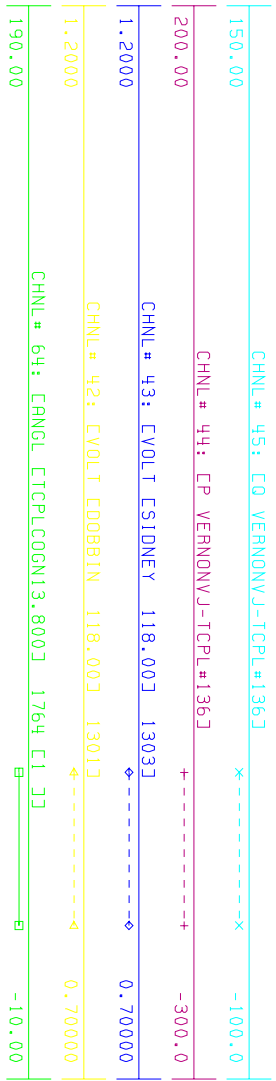 CHNL # 45: [Q VERNONVJ-TCPL#136]
150.00 -100.0
CHNL # 44: [P VERNONVJ-TCPL#136]
200.00 -300.0
CHNL # 43: [VOLT [SIDNEY 118.00] 1303]
1.2000 0.70000
CHNL # 42: [VOLT [DOBBIN 118.00] 1301]
1.2000 0.70000
CHNL # 64: [ANGL [TCPLCOGN13.800] 1764 [1 ]]
190.00 -10.00